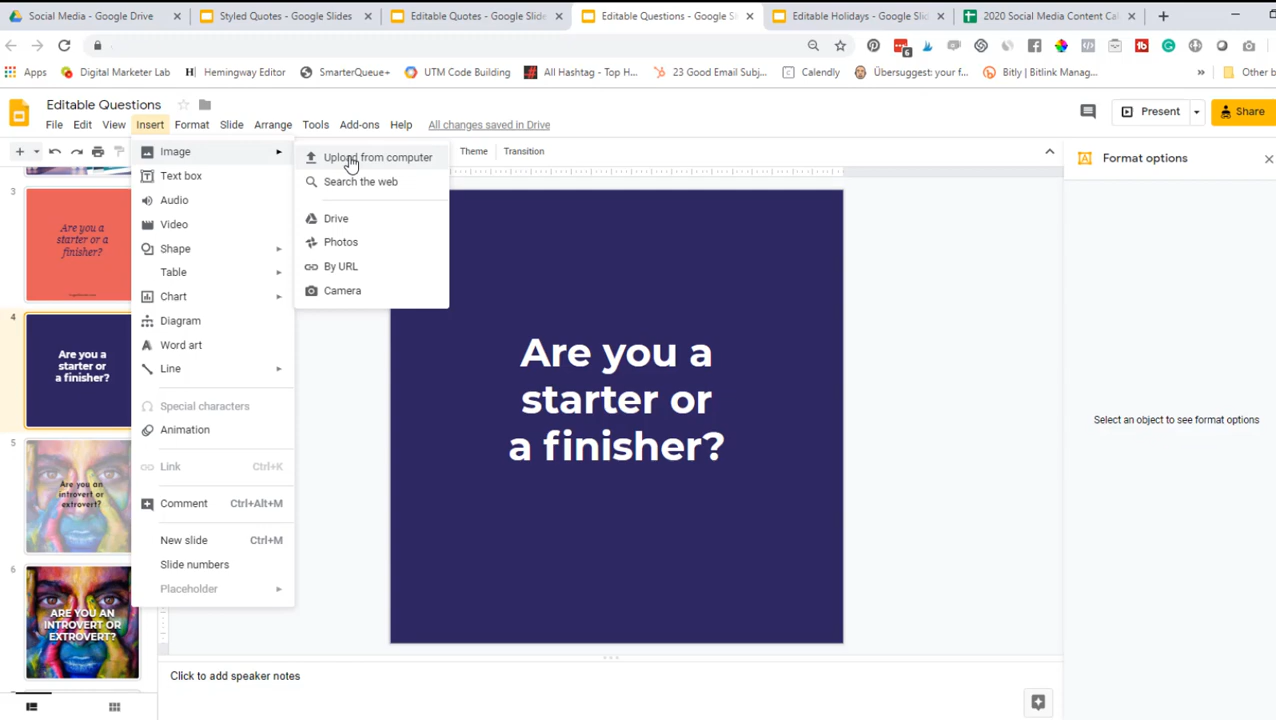 Social Media - Google Drive
Styled Quotes - Google Slides
Editable Quotes - Google Slide
Editable Questions - Google Sl
Editable Holidays - Google Slid
2020 Social Media Content Cal
6
Apps
Digital Marketer Lab
Hemingway Editor
SmarterQueue+
UTM Code Building
All Hashtag - Top H...
23 Good Email Subj...
Calendly
Übersuggest: your f...
Bitly | Bitlink Manag...
»
Other b
Editable Questions
File Edit View Insert Format Slide Arrange Tools Add-ons Help All changes saved in Drive
Present
Share
Theme
Transition
Format options
Select an object to see format options
Image
Text box
Audio
Video
Shape
Table
Chart
Diagram
Word art
Line
Special characters
Animation
Link Ctrl+K
Comment Ctrl+Alt+M
New slide Ctrl+M
Slide numbers
Placeholder
Upload from computer
Search the web
Drive
Photos
By URL
Camera
3
Are you a
starter or a
finisher?
4
Are you a
starter or
a finisher?
5
Are you an
introvert or
extrovert?
6
ARE YOU AN
INTROVERT OR
EXTROVERT?
Are you a
starter or
a finisher?
Click to add speaker notes